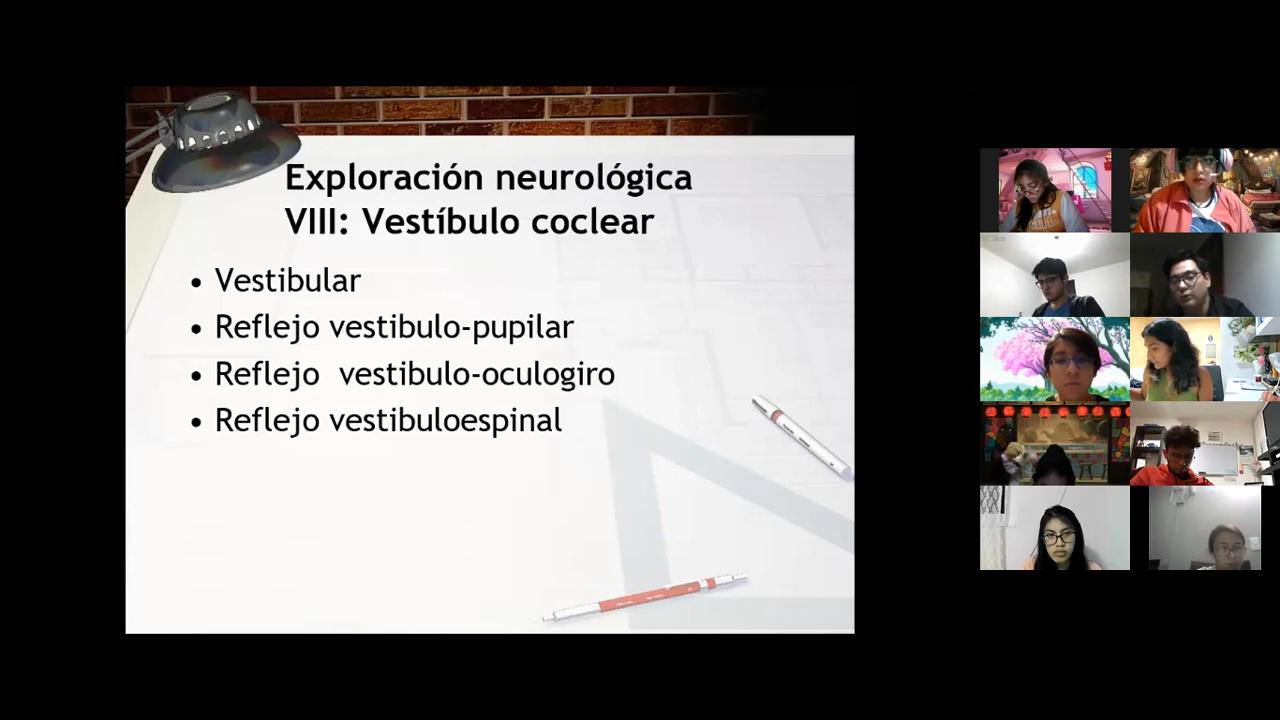 Exploración neurológica
VIII: Vestíbulo coclear
• Vestibular
• Reflejo vestibulo-pupilar
• Reflejo  vestibulo-oculogiro
• Reflejo vestibuloespinal